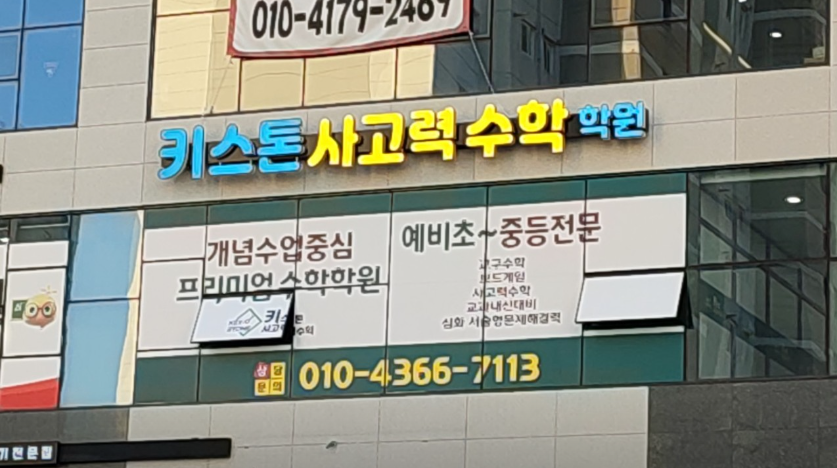 010-4179-2489
키스톤 사고력 수학 학원
개념수업중심
프리미엄 수학학원
예비초~중등전문
교구수학
보드게임
사고력수학
교과내신대비
심화 서술형문제해결력
키스톤
사고력수학
상담문의 010-4366-7113